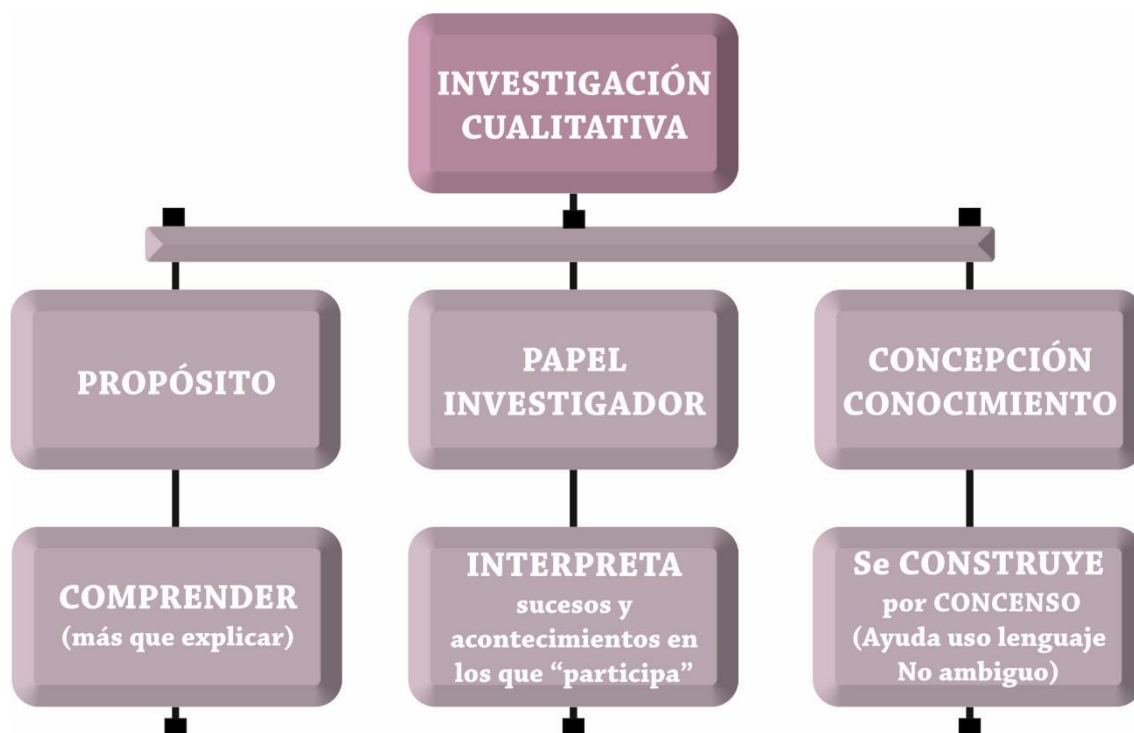 INVESTIGACIÓN
CUALITATIVA
PROPÓSITO
PAPEL
INVESTIGADOR
CONCEPCIÓN
CONOCIMIENTO
COMPRENDER
(más que explicar)
INTERPRETA
sucesos y
acontecimientos en
los que “participa”
Se CONSTRUYE
por CONCENSO
(Ayuda uso lenguaje
No ambiguo)